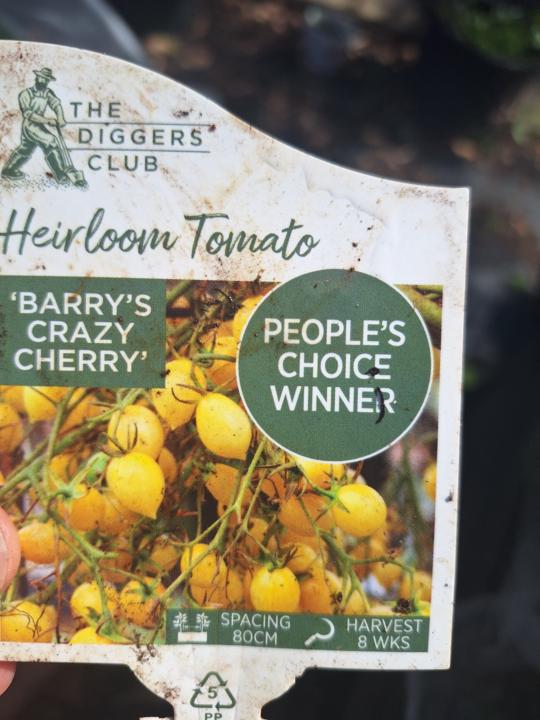 THE
DIGGERS
CLUB
Heirloom Tomato
'BARRY'S
CRAZY
CHERRY'
PEOPLE'S
CHOICE
WINNER
SPACING
80CM
HARVEST
8 WKS
5
PP